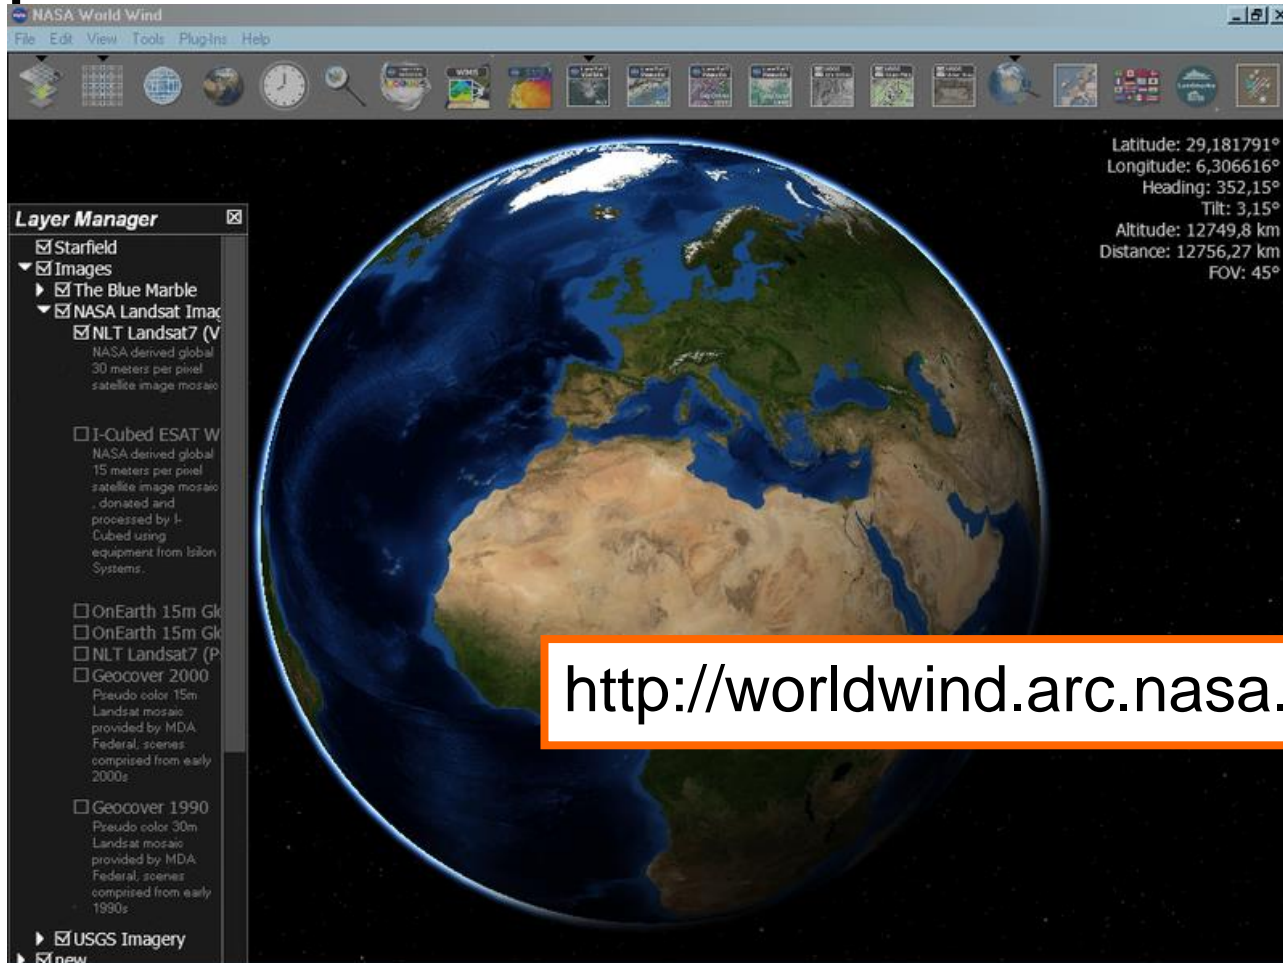 NASA World Wind
File Edit View Tools Plug-Ins Help
WMS
Latitude: 29,181791°
Longitude: 6,306616°
Heading: 352,15°
Tilt: 3,15°
Altitude: 12749,8 km
Distance: 12756,27 km
FOV: 45°
Layer Manager
Starfield
Images
The Blue Marble
NASA Landsat Imag
NLT Landsat7 (V
NASA derived global
30 meters per pixel
satellite image mosaic
I-Cubed ESAT W
NASA derived global
15 meters per pixel
satellite image mosaic
, donated and
processed by I-
Cubed using
equipment from Isilon
Systems.
OnEarth 15m Glo
OnEarth 15m Glo
NLT Landsat7 (P
Geocover 2000
Pseudo color 15m
Landsat mosaic
provided by MDA
Federal, scenes
comprised from early
2000s
Geocover 1990
Pseudo color 30m
Landsat mosaic
provided by MDA
Federal, scenes
comprised from early
1990s
USGS Imagery
new
http://worldwind.arc.nasa.